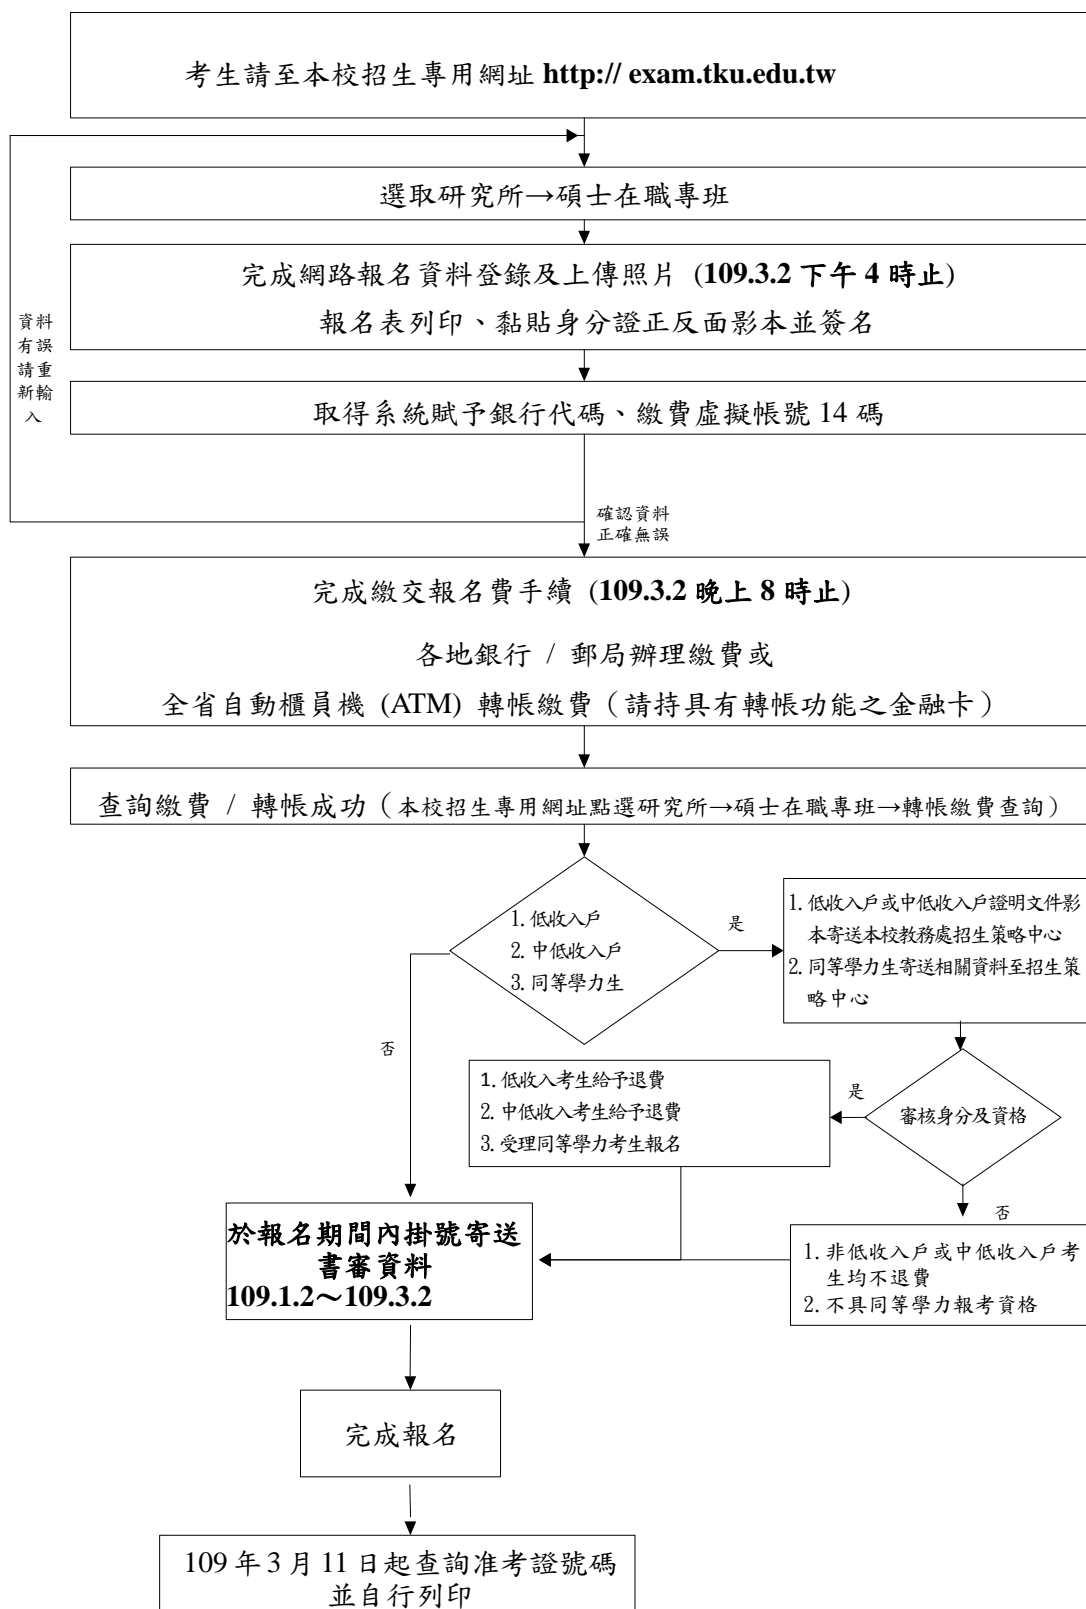 考生請至本校招生專用網址 http:// exam.tku.edu.tw
選取研究所→碩士在職專班
完成網路報名資料登錄及上傳照片 (109.3.2 下午 4 時止)
報名表列印、黏貼身分證正反面影本並簽名
資料
有誤
請重
新輸
入
取得系統賦予銀行代碼、繳費虛擬帳號 14 碼
確認資料
正確無誤
完成繳交報名費手續 (109.3.2 晚上 8 時止)
各地銀行 / 郵局辦理繳費或
全省自動櫃員機 (ATM) 轉帳繳費（請持具有轉帳功能之金融卡）
查詢繳費 / 轉帳成功（本校招生專用網址點選研究所→碩士在職專班→轉帳繳費查詢）
1. 低收入戶
2. 中低收入戶
3. 同等學力生
是
1. 低收入戶或中低收入戶證明文件影
本寄送本校教務處招生策略中心
2. 同等學力生寄送相關資料至招生策
略中心
否
審核身分及資格
是
1. 低收入考生給予退費
2. 中低收入考生給予退費
3. 受理同等學力考生報名
否
1. 非低收入戶或中低收入戶考
生均不退費
2. 不具同等學力報考資格
於報名期間內掛號寄送
書審資料
109.1.2～109.3.2
完成報名
109 年 3 月 11 日起查詢准考證號碼
並自行列印